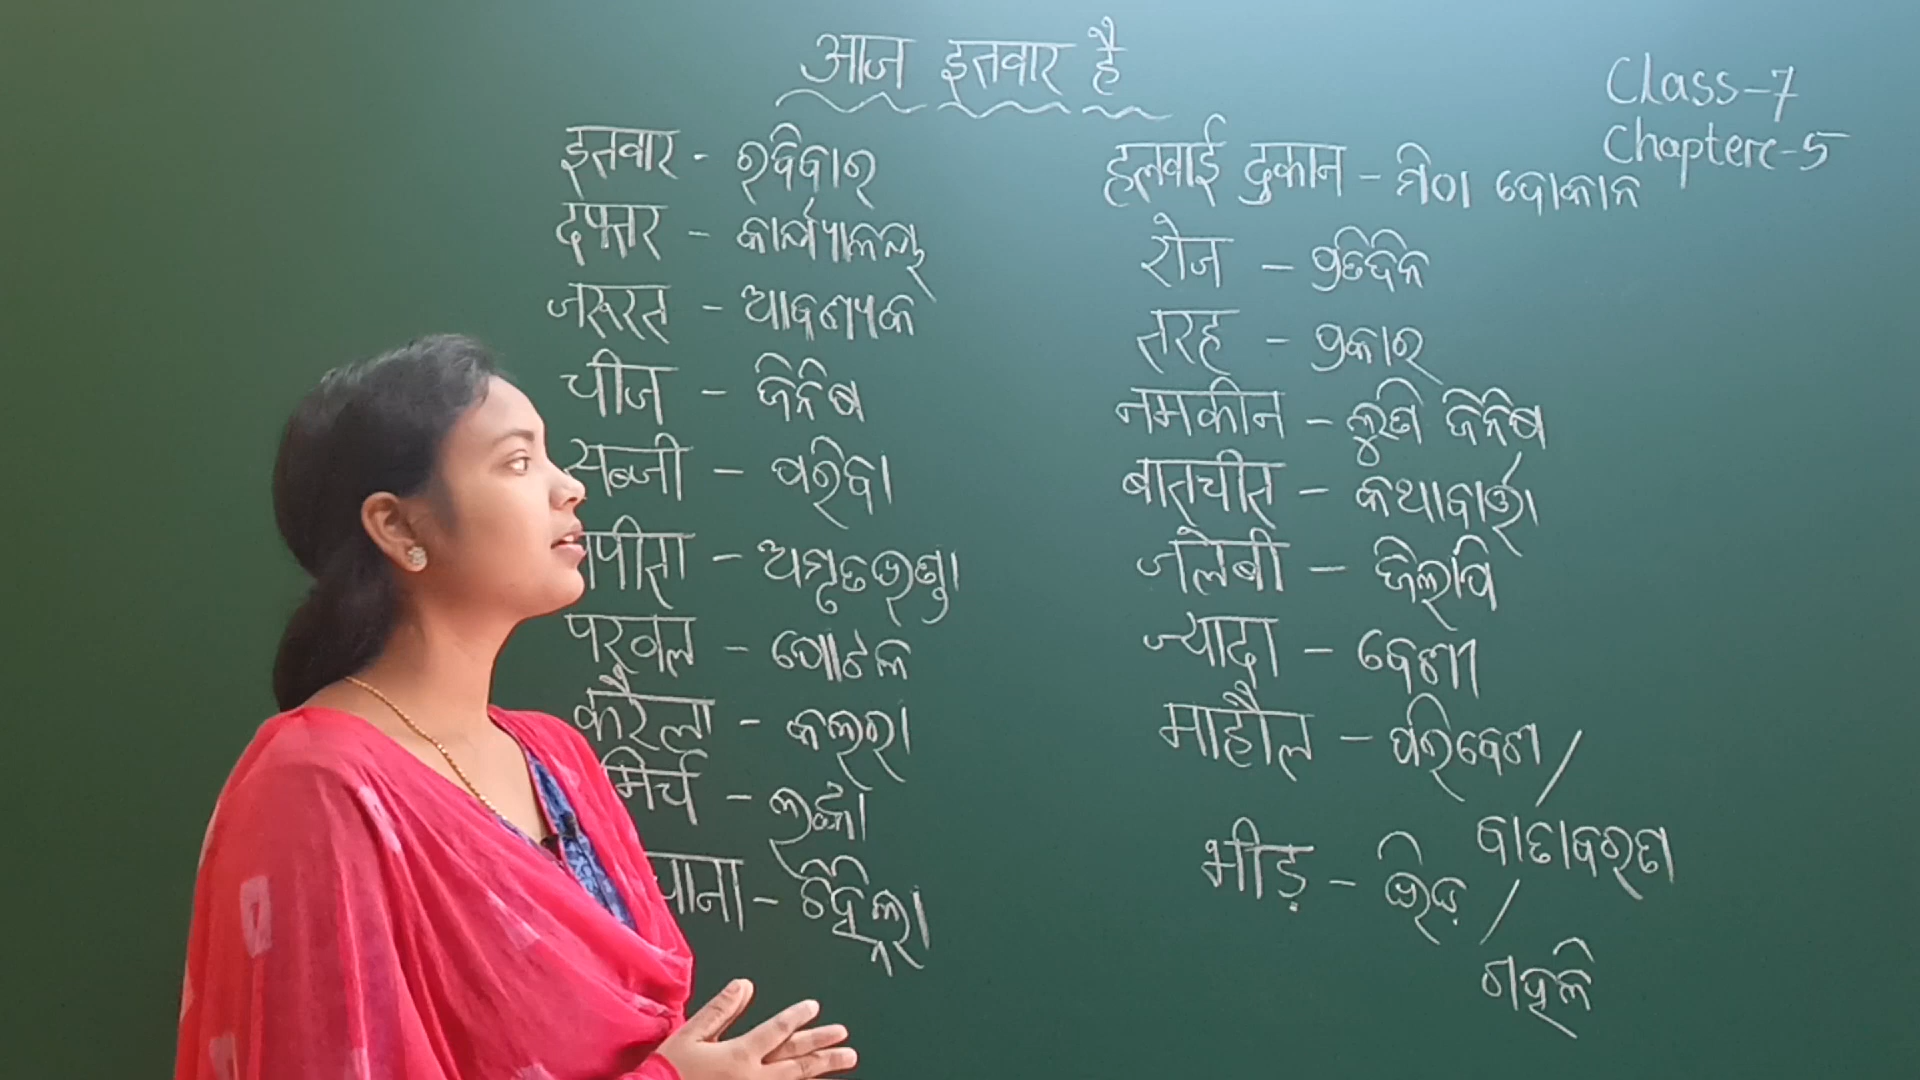 आज इतवार है
Class-7
Chapter-5
इतवार - ରବିବାର
दफ्तर - କାର୍ଯ୍ୟାଳୟ
जरूरत - ଆବଶ୍ୟକ
चीज - ଜିନିଷ
सब्जी - ପରିବା
पपीता - ଅମୃତଭଣ୍ଡା
परवल - ପୋଟଳ
करैला - କଲରା
मिर्च - ଲଙ୍କା
पाना - ଚିହ୍ନିଲା
हलवाई दुकान - ମିଠା ଦୋକାନ
रोज - ପ୍ରତିଦିନ
तरह - ପ୍ରକାର
नमकीन - ଲୁଣି ଜିନିଷ
बातचीत - କଥାବାର୍ତ୍ତା
जलेबी - ଜିଲାପି
ज्यादा - ବେଶୀ
माहौल - ପରିବେଶ /
ବାତାବରଣ
भीड़ - ଭିଡ଼ /
ଗହଳି